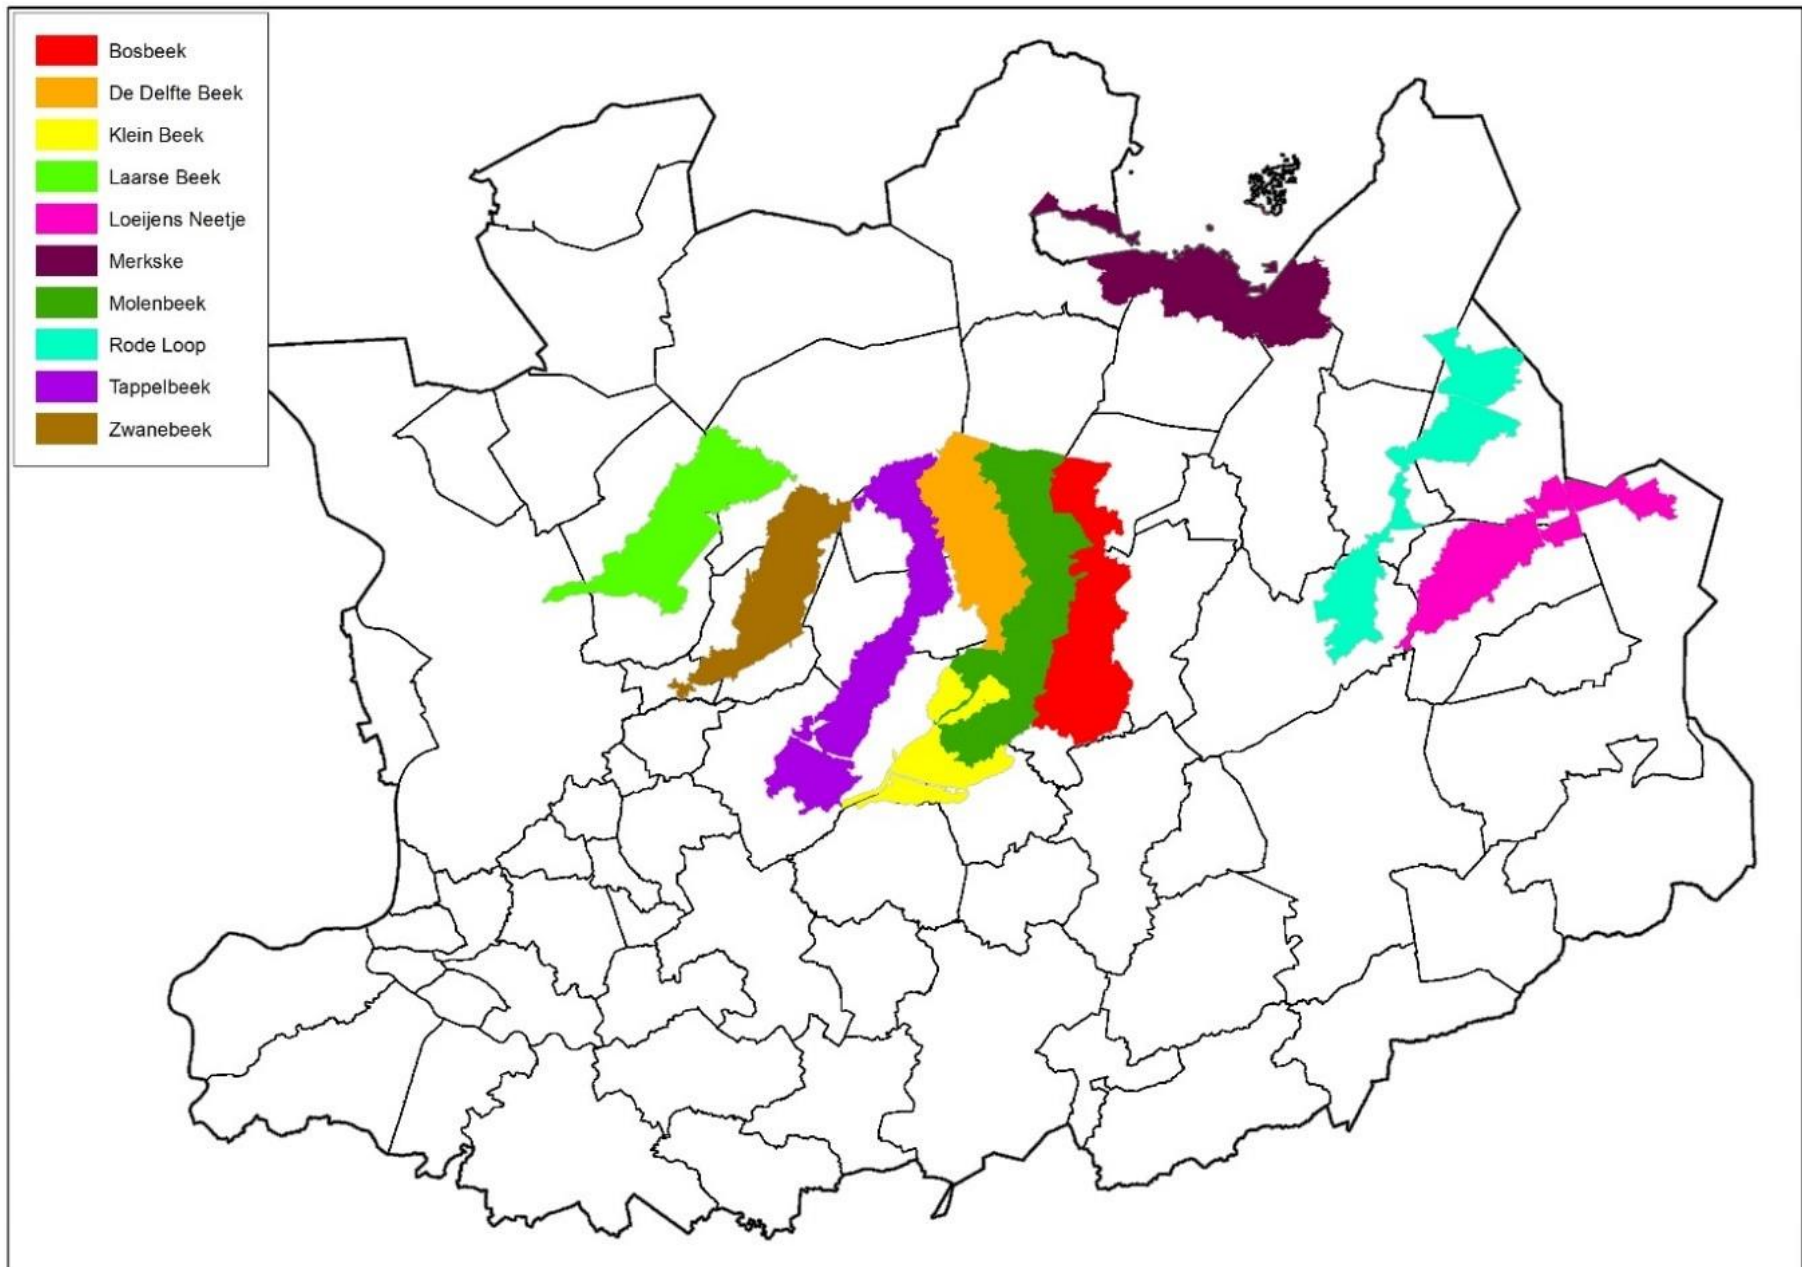 Bosbeek
De Delfte Beek
Klein Beek
Laarse Beek
Loeijens Neetje
Merkske
Molenbeek
Rode Loop
Tappelbeek
Zwanebeek